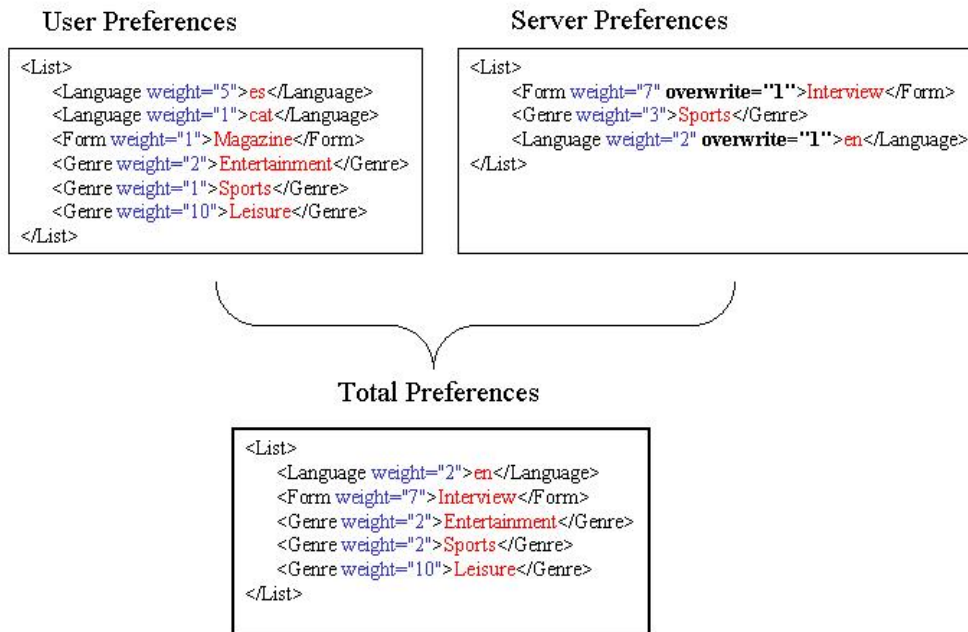 User Preferences
<List>
<Language weight="5">es</Language>
<Language weight="1">cat</Language>
<Form weight="1">Magazine</Form>
<Genre weight="2">Entertainment</Genre>
<Genre weight="1">Sports</Genre>
<Genre weight="10">Leisure</Genre>
</List>
Server Preferences
<List>
<Form weight="7" overwrite="1">Interview</Form>
<Genre weight="3">Sports</Genre>
<Language weight="2" overwrite="1">en</Language>
</List>
Total Preferences
<List>
<Language weight="2">en</Language>
<Form weight="7">Interview</Form>
<Genre weight="2">Entertainment</Genre>
<Genre weight="2">Sports</Genre>
<Genre weight="10">Leisure</Genre>
</List>